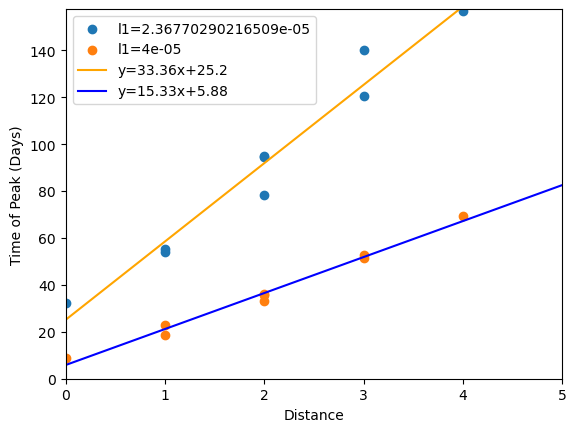 l1=2.36770290216509e-05
l1=4e-05
y=33.36x+25.2
y=15.33x+5.88
Time of Peak (Days)
140
120
100
80
60
40
20
0
0 1 2 3 4 5
Distance